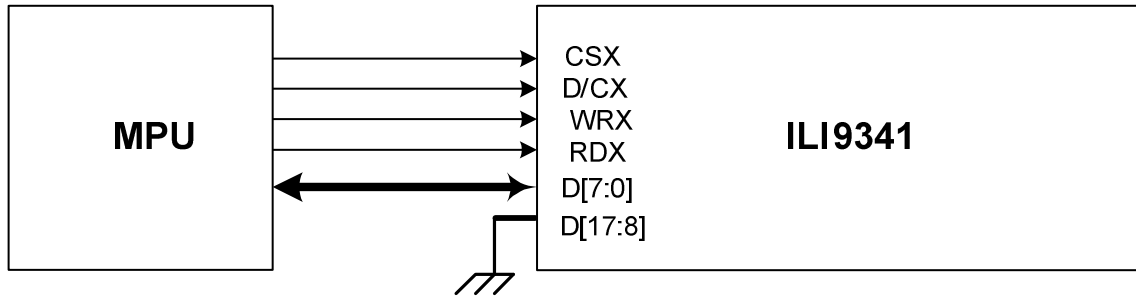 MPU
CSX
D/CX
WRX
RDX
D[7:0]
D[17:8]
ILI9341